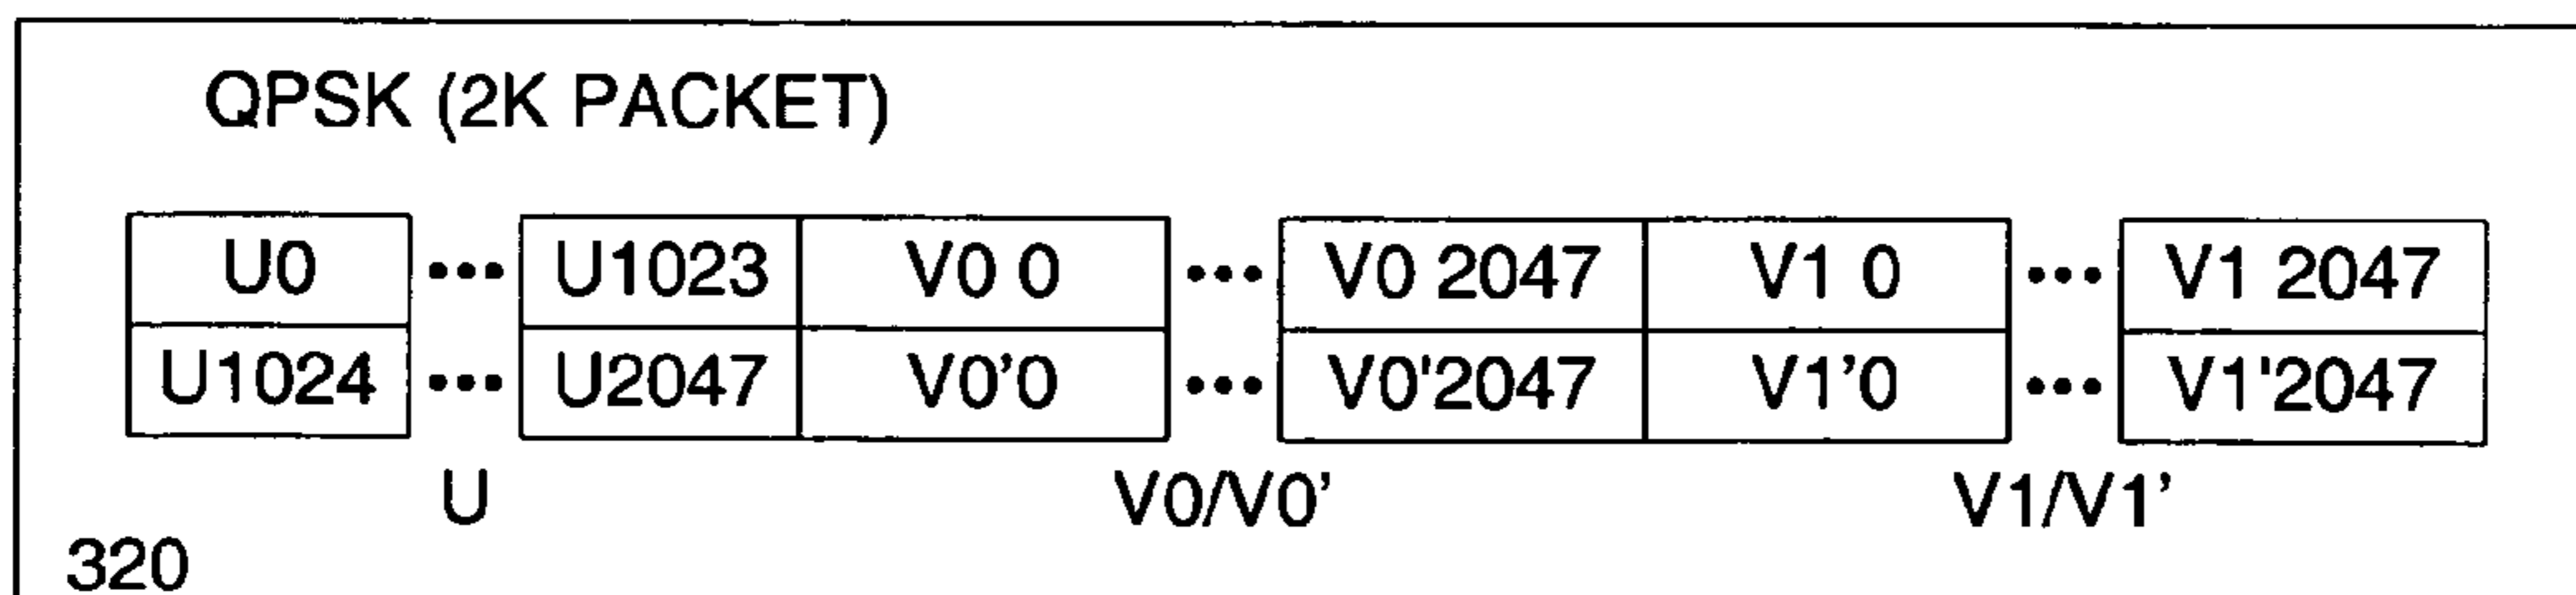 QPSK (2K PACKET)
U0 ••• U1023 V0 0 ••• V0 2047 V1 0 ••• V1 2047
U1024 ••• U2047 V0’0 ••• V0'2047 V1’0 ••• V1'2047
U V0/V0’ V1/V1’
320